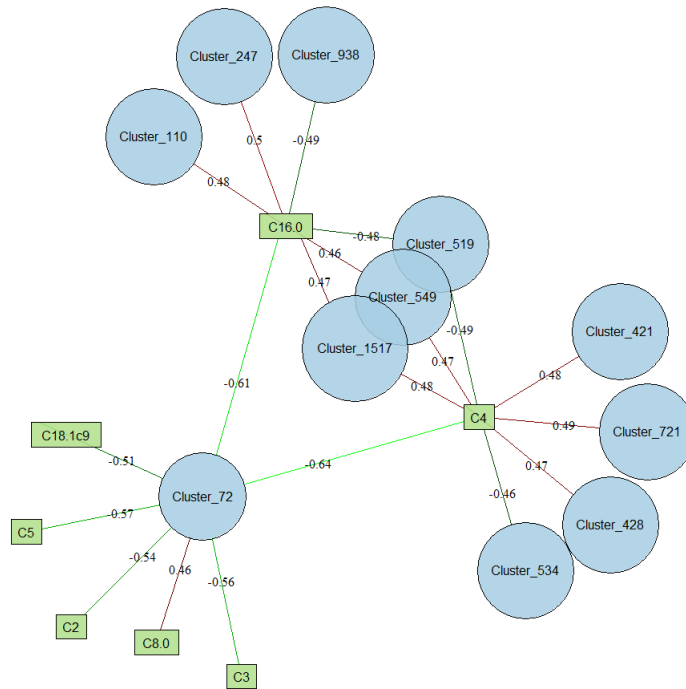 Cluster_247
Cluster_938
Cluster_110
0.5
-0.49
0.48
C16.0
-0.48
0.46
Cluster_519
0.47
Cluster_549
-0.49
Cluster_421
Cluster_1517
0.47
0.48
0.48
-0.61
C4
0.49
Cluster_721
C18.1c9
-0.51
-0.64
0.47
Cluster_72
-0.46
-0.57
Cluster_428
C5
-0.54
0.46
-0.56
Cluster_534
C2
C8.0
C3